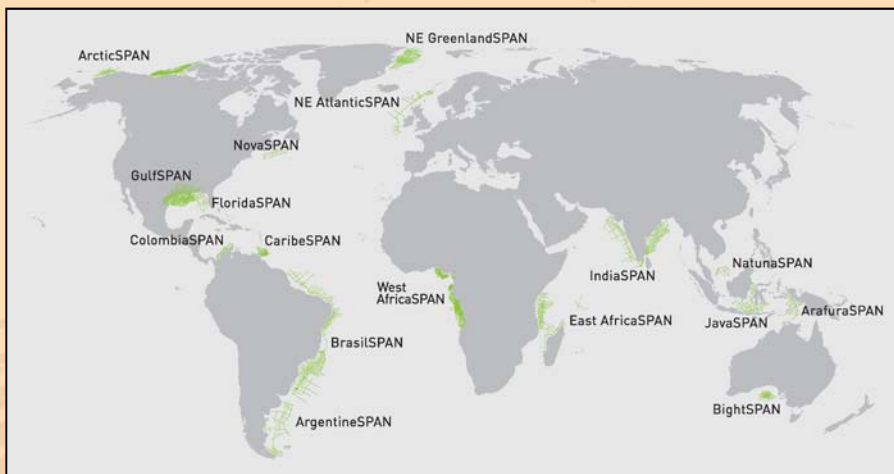 NE GreenlandSPAN
ArcticSPAN
NE AtlanticSPAN
NovaSPAN
GulfSPAN
FloridaSPAN
ColombiaSPAN
CaribeSPAN
West
AfricaSPAN
IndiaSPAN
NatunaSPAN
East AfricaSPAN
JavaSPAN
ArafuraSPAN
BrasilSPAN
BightSPAN
ArgentineSPAN